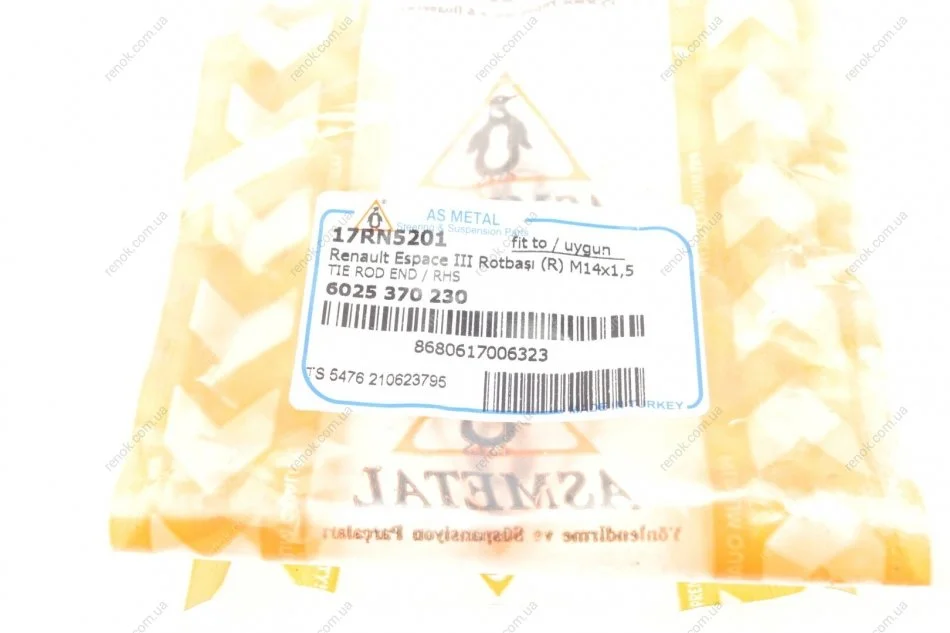 AS METAL
Steering & Suspension Parts
17RN5201 fit to / uygun
Renault Espace III Rotbaşı (R) M14x1,5
TIE ROD END / RHS
6025 370 230
8680617006323
TS 5476 210623795
MADE IN TURKEY
ASMETAL
Yönlendirme ve Süspansiyon Parçaları
renok.com.ua